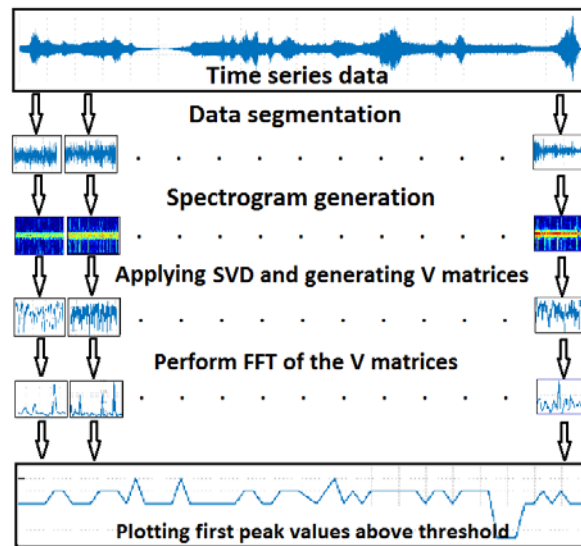 Time series data
Data segmentation
Spectrogram generation
Applying SVD and generating V matrices
Perform FFT of the V matrices
Plotting first peak values above threshold